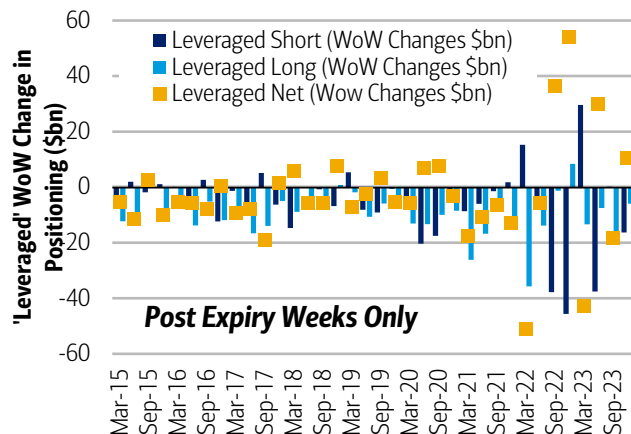 'Leveraged' WoW Change in
Positioning ($bn)
60
40
20
0
-20
-40
-60
Leveraged Short (WoW Changes $bn)
Leveraged Long (WoW Changes $bn)
Leveraged Net (Wow Changes $bn)
Post Expiry Weeks Only
Mar-15
Sep-15
Mar-16
Sep-16
Mar-17
Sep-17
Mar-18
Sep-18
Mar-19
Sep-19
Mar-20
Sep-20
Mar-21
Sep-21
Mar-22
Sep-22
Mar-23
Sep-23